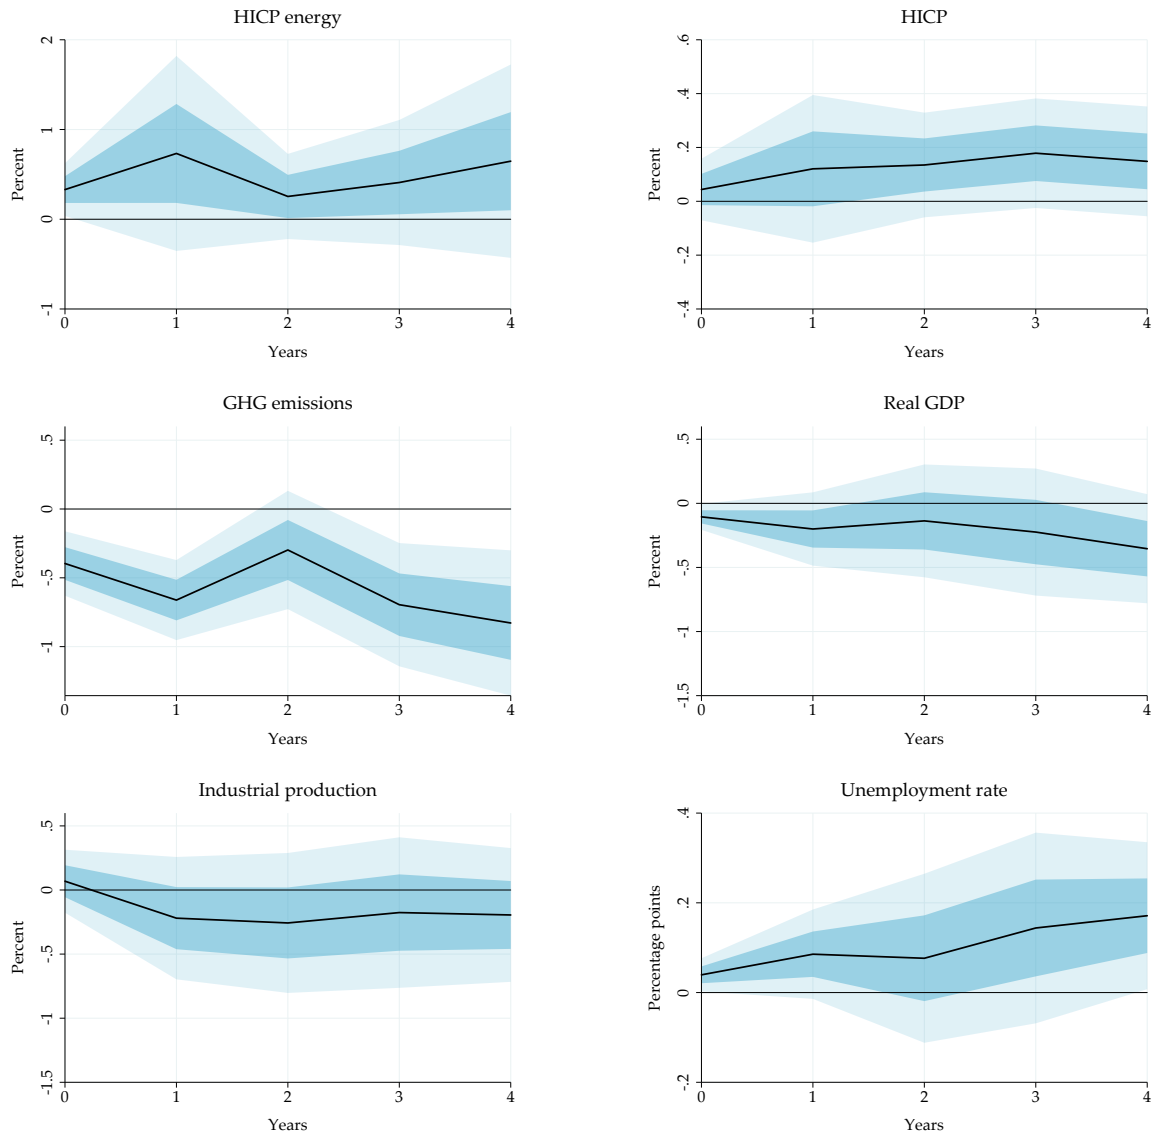 HICP energy
Percent
2
1
0
-1
0 1 2 3 4
Years
HICP
Percent
.6
.4
.2
0
-.2
-.4
0 1 2 3 4
Years
GHG emissions
Percent
.5
0
-.5
-1
0 1 2 3 4
Years
Real GDP
Percent
.5
0
-.5
-1
-1.5
0 1 2 3 4
Years
Industrial production
Percent
.5
0
-.5
-1
-1.5
0 1 2 3 4
Years
Unemployment rate
Percentage points
.4
.2
0
-.2
0 1 2 3 4
Years